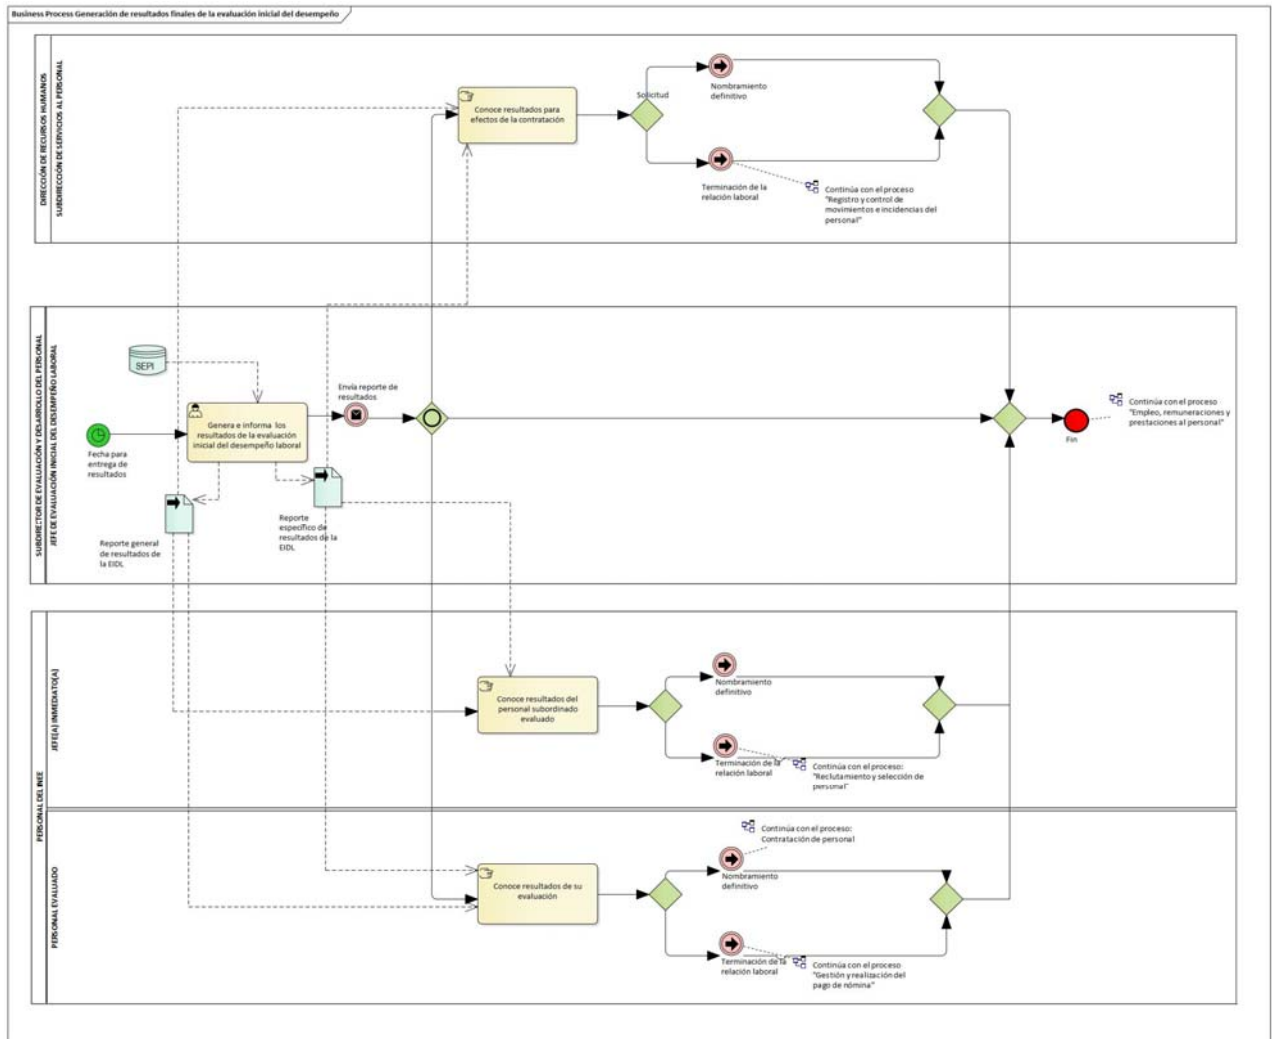 Business Process Generación de resultados finales de la evaluación inicial del desempeño
DIRECCIÓN DE RECURSOS HUMANOS
SUBDIRECCIÓN DE SERVICIOS AL PERSONAL
Conoce resultados para
efectos de la contratación
Solicitud
Nombramiento
definitivo
Terminación de la
relación laboral
Continúa con el proceso
"Registro y control de
movimientos e incidencias del
personal"
SUBDIRECTOR DE EVALUACIÓN Y DESARROLLO DEL PERSONAL
JEFE DE EVALUACIÓN INICIAL DEL DESEMPEÑO LABORAL
SEPI
Fecha para
entrega de
resultados
Genera e informa los
resultados de la evaluación
inicial del desempeño laboral
Envía reporte de
resultados
Reporte general
de resultados de
la EIDL
Reporte
específico de
resultados de la
EIDL
Fin
Continúa con el proceso
"Empleo, remuneraciones y
prestaciones al personal"
PERSONAL DEL INEE
JEFE(A) INMEDIATO(A)
Conoce resultados del
personal subordinado
evaluado
Nombramiento
definitivo
Terminación de la
relación laboral
Continúa con el proceso:
"Reclutamiento y selección de
personal"
PERSONAL EVALUADO
Conoce resultados de su
evaluación
Continúa con el proceso:
Contratación de personal
Nombramiento
definitivo
Terminación de la
relación laboral
Continúa con el proceso
"Gestión y realización del
pago de nómina"